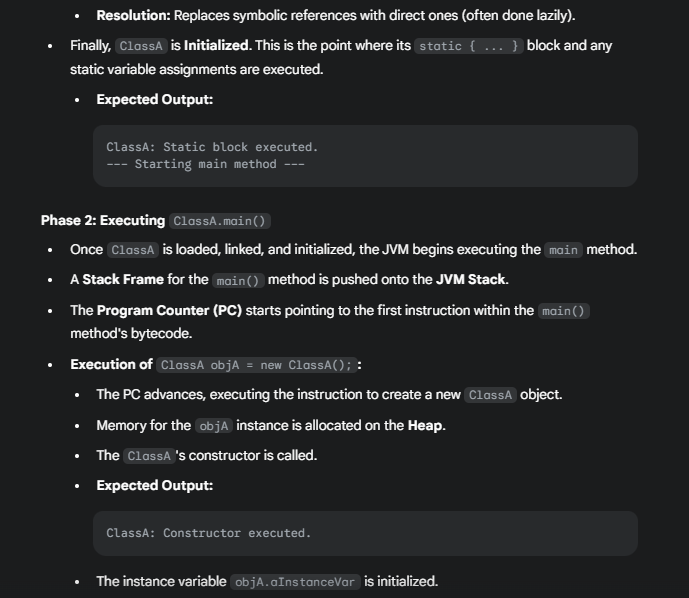 • Resolution: Replaces symbolic references with direct ones (often done lazily).
• Finally, ClassA is Initialized. This is the point where its static { ... } block and any
static variable assignments are executed.
• Expected Output:
ClassA: Static block executed.
--- Starting main method ---
Phase 2: Executing ClassA.main()
• Once ClassA is loaded, linked, and initialized, the JVM begins executing the main method.
• A Stack Frame for the main() method is pushed onto the JVM Stack.
• The Program Counter (PC) starts pointing to the first instruction within the main()
method's bytecode.
• Execution of ClassA objA = new ClassA();:
• The PC advances, executing the instruction to create a new ClassA object.
• Memory for the objA instance is allocated on the Heap.
• The ClassA's constructor is called.
• Expected Output:
ClassA: Constructor executed.
• The instance variable objA.aInstanceVar is initialized.